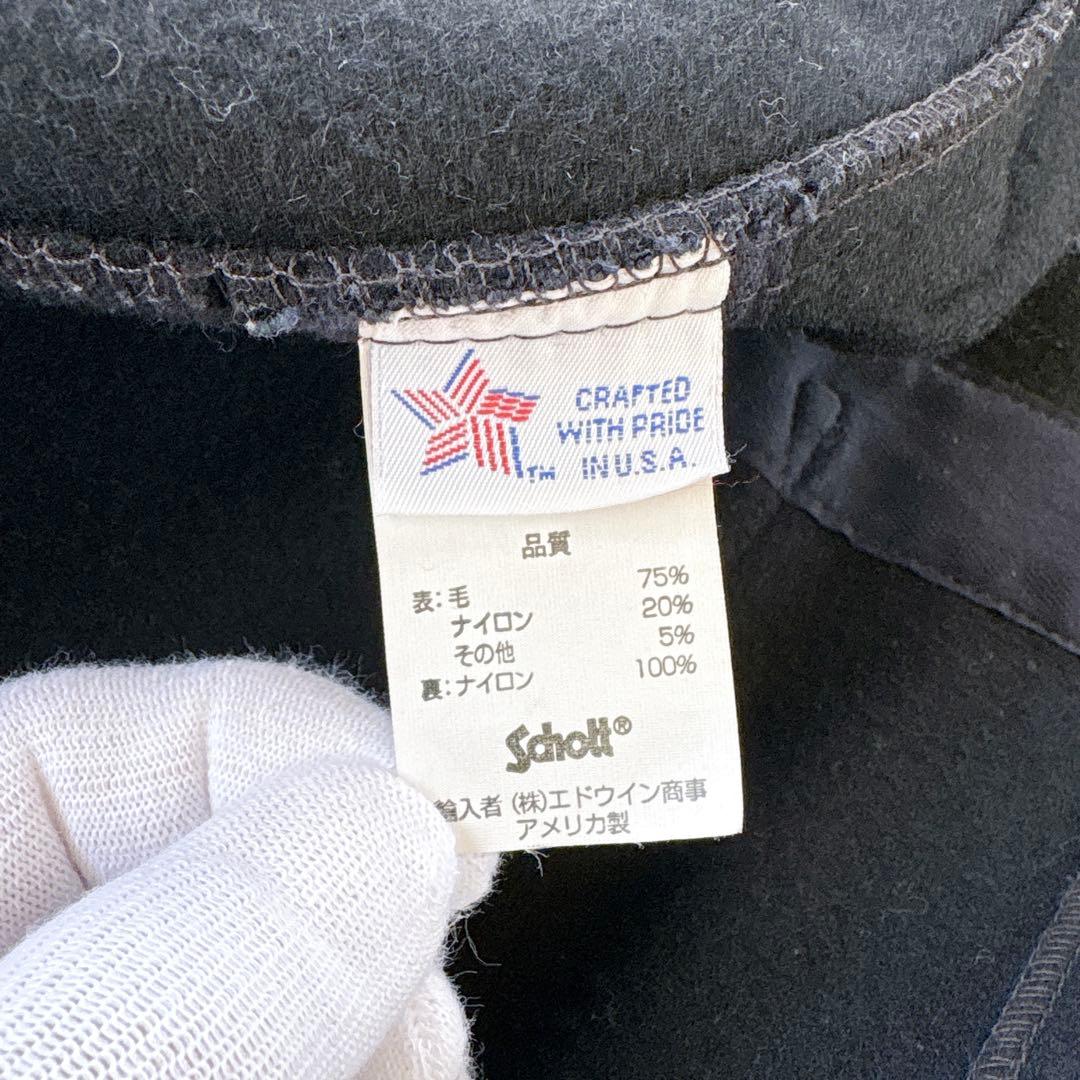 CRAFTED
WITH PRIDE
IN U.S.A.
TM
品質
表：毛 75%
ナイロン 20%
その他 5%
裏：ナイロン 100%
Schott®
輸入者 (株)エドウイン商事
アメリカ製